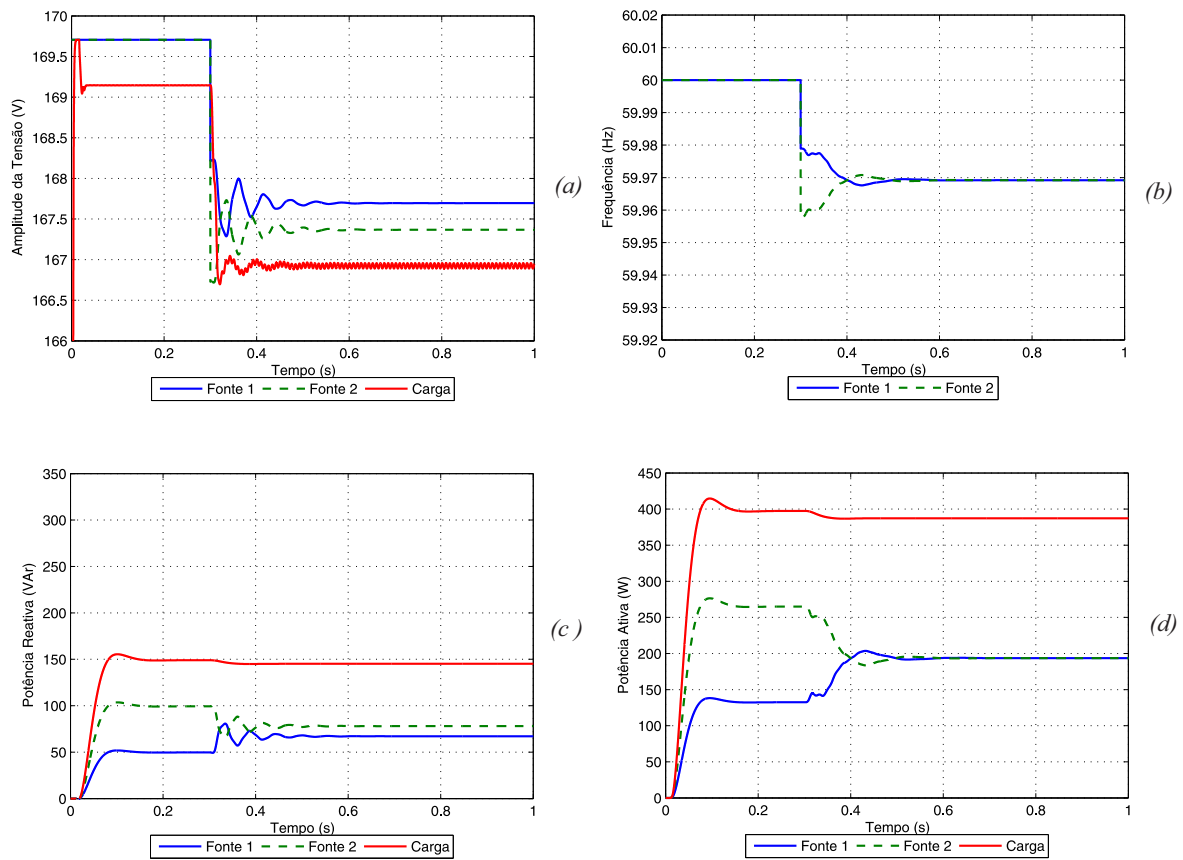 170
169.5
169
168.5
168
167.5
167
166.5
166
Amplitude da Tensão (V)
0
0.2
0.4
0.6
0.8
1
Tempo (s)
Fonte 1
Fonte 2
Carga
(a)
60.02
60.01
60
59.99
59.98
59.97
59.96
59.95
59.94
59.93
59.92
Frequência (Hz)
0
0.2
0.4
0.6
0.8
1
Tempo (s)
Fonte 1
Fonte 2
(b)
350
300
250
200
150
100
50
0
Potência Reativa (VAr)
0
0.2
0.4
0.6
0.8
1
Tempo (s)
Fonte 1
Fonte 2
Carga
(c )
450
400
350
300
250
200
150
100
50
0
Potência Ativa (W)
0
0.2
0.4
0.6
0.8
1
Tempo (s)
Fonte 1
Fonte 2
Carga
(d)